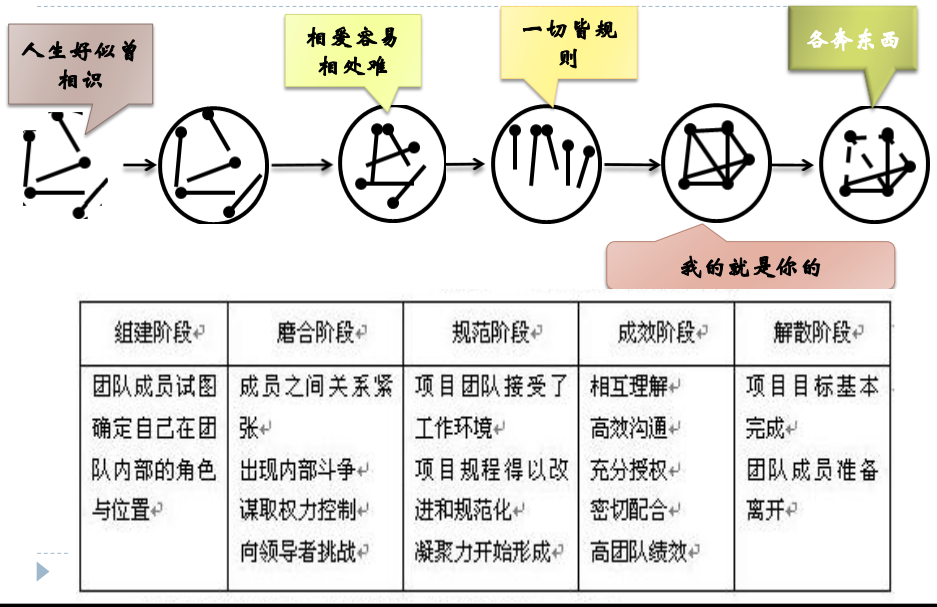 人生好似曾
相识
相爱容易
相处难
一切皆规
则
各奔东西
我的就是你的
组建阶段
磨合阶段
规范阶段
成效阶段
解散阶段
团队成员试图
确定自己在团
队内部的角色
与位置
成员之间关系紧
张
出现内部斗争
谋取权力控制
向领导者挑战
项目团队接受了
工作环境
项目规程得以改
进和规范化
凝聚力开始形成
相互理解
高效沟通
充分授权
密切配合
高团队绩效
项目目标基本
完成
团队成员准备
离开